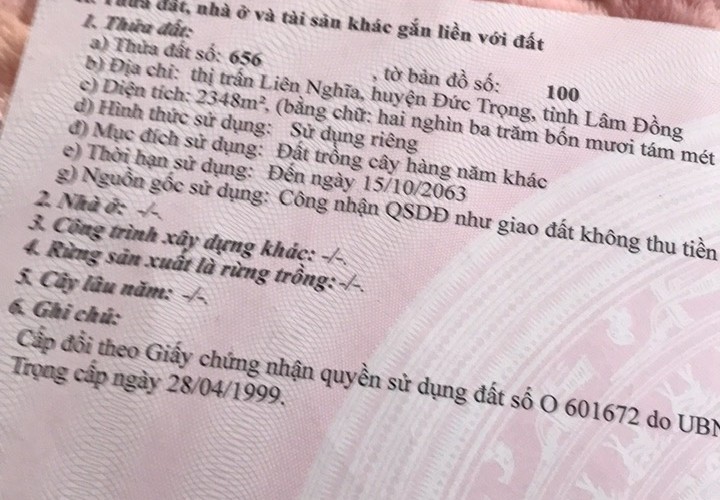 đất, nhà ở và tài sản khác gắn liền với đất
1. Thửa đất:
a) Thửa đất số: 656 , tờ bản đồ số: 100
b) Địa chỉ: thị trấn Liên Nghĩa, huyện Đức Trọng, tỉnh Lâm Đồng
c) Diện tích: 2348m², (bằng chữ: hai nghìn ba trăm bốn mươi tám mét
d) Hình thức sử dụng: Sử dụng riêng
đ) Mục đích sử dụng: Đất trồng cây hàng năm khác
e) Thời hạn sử dụng: Đến ngày 15/10/2063
g) Nguồn gốc sử dụng: Công nhận QSDĐ như giao đất không thu tiền
2. Nhà ở: -/-.
3. Công trình xây dựng khác: -/-.
4. Rừng sản xuất là rừng trồng: -/-.
5. Cây lâu năm: -/-.
6. Ghi chú:
Cấp đổi theo Giấy chứng nhận quyền sử dụng đất số O 601672 do UBN
Trọng cấp ngày 28/04/1999.